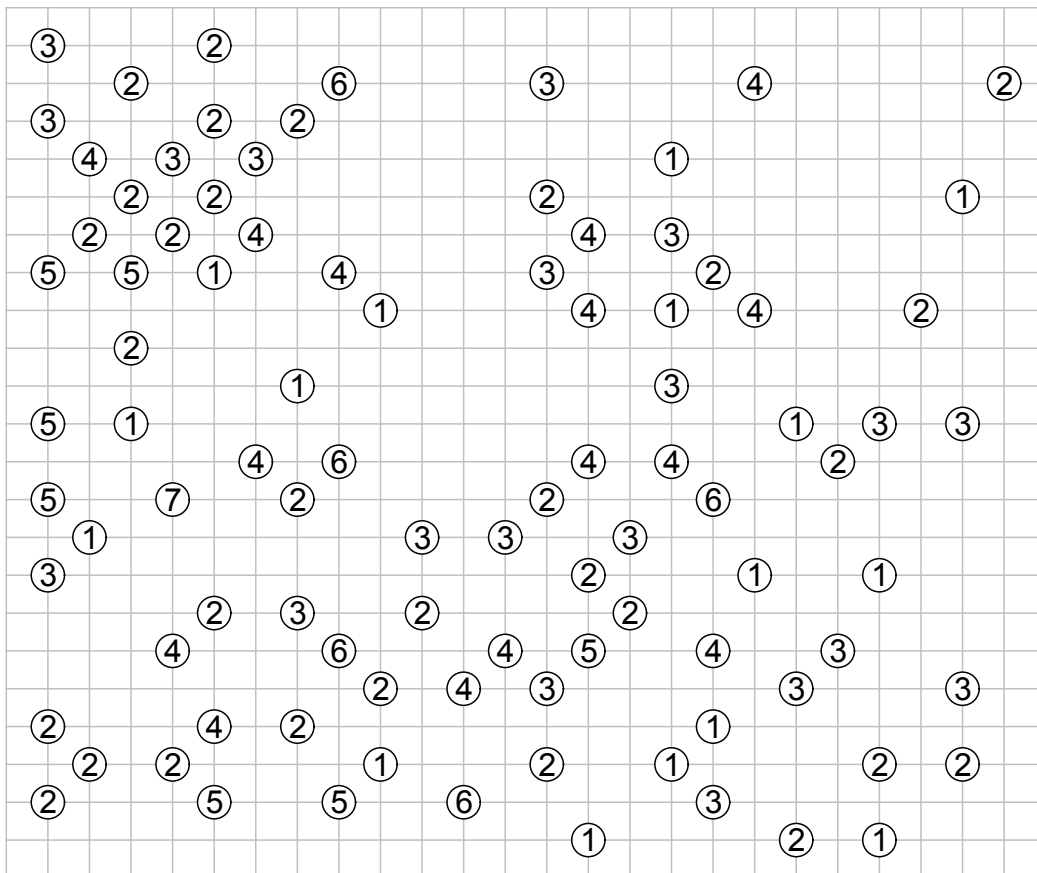 3 2
2 6 3 4 2
3 2 2
4 3 3 1
2 2 2 1
2 2 4 4 3
5 5 1 4 3 2
1 4 1 4 2
2
1 3
5 1 1 3 3
4 6 4 4 2
5 7 2 2 6
1 3 3 3
3 2 1 1
2 3 2 2
4 6 4 5 4 3
2 4 3 3 3
2 4 2 1
2 2 1 2 1 2 2
2 5 5 6 3
1 2 1